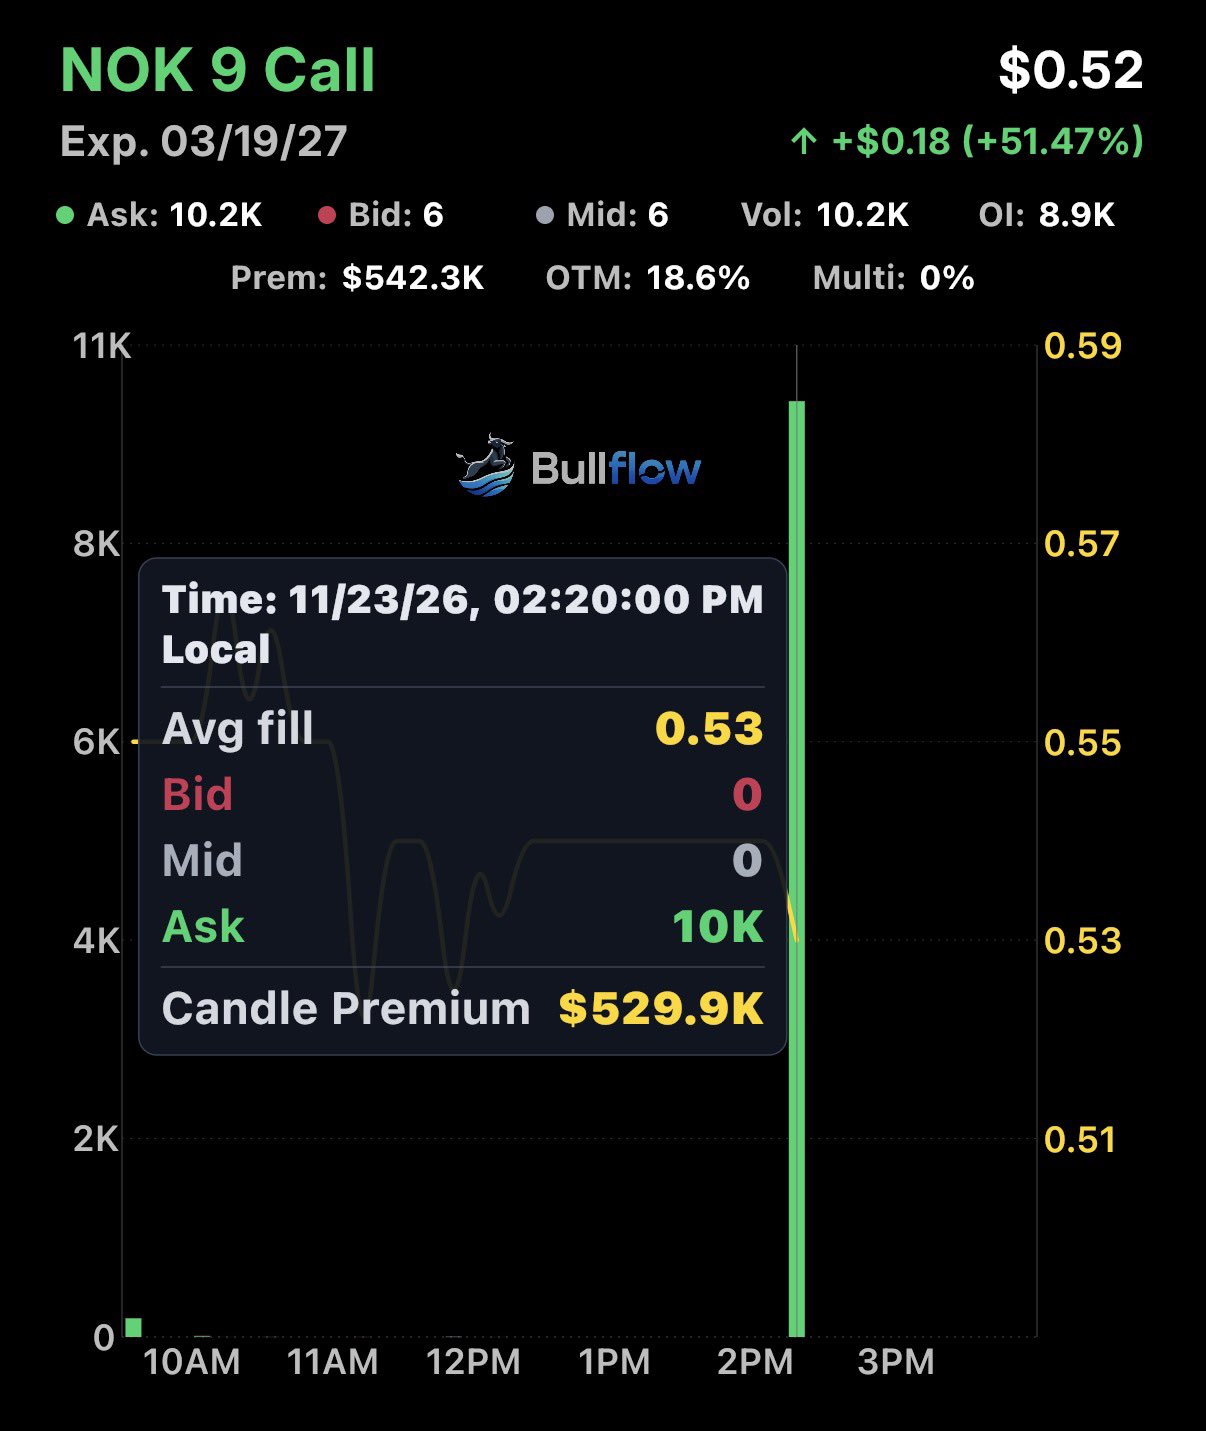 NOK 9 Call $0.52
Exp. 03/19/27 ↑ +$0.18 (+51.47%)
Ask: 10.2K Bid: 6 Mid: 6 Vol: 10.2K OI: 8.9K
Prem: $542.3K OTM: 18.6% Multi: 0%
11K 0.59
Bullflow
8K 0.57
Time: 11/23/26, 02:20:00 PM
Local
Avg fill 0.53
6K 0.55
Bid 0
Mid 0
Ask 10K
4K 0.53
Candle Premium $529.9K
2K 0.51
0
10AM 11AM 12PM 1PM 2PM 3PM